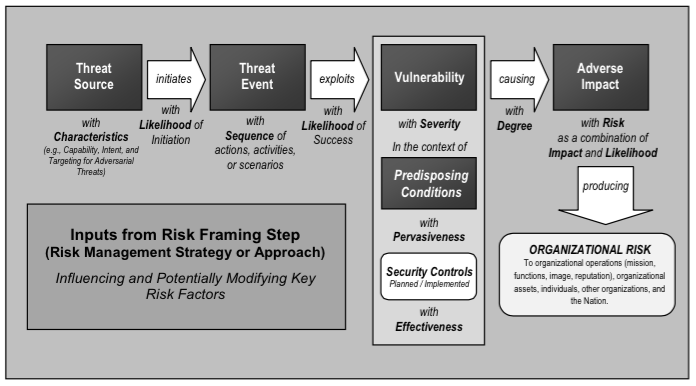 Threat
Source
initiates
Threat
Event
exploits
Vulnerability
causing
Adverse
Impact
with
Characteristics
(e.g., Capability, Intent, and
Targeting for Adversarial
Threats)
with
Likelihood of
Initiation
with
Sequence of
actions, activities,
or scenarios
with
Likelihood of
Success
with Severity
In the context of
Predisposing
Conditions
with
Pervasiveness
Security Controls
Planned / Implemented
with
Effectiveness
with
Degree
with Risk
as a combination of
Impact and Likelihood
producing
ORGANIZATIONAL RISK
To organizational operations (mission,
functions, image, reputation), organizational
assets, individuals, other organizations, and
the Nation.
Inputs from Risk Framing Step
(Risk Management Strategy or Approach)
Influencing and Potentially Modifying Key
Risk Factors